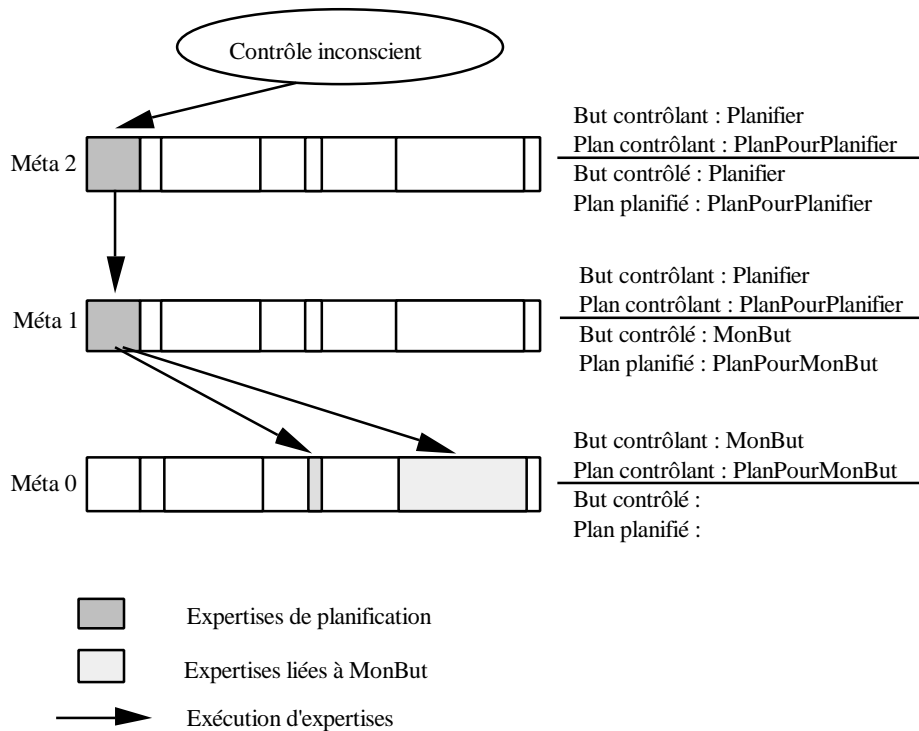 Contrôle inconscient
Méta 2
But contrôlant : Planifier
Plan contrôlant : PlanPourPlanifier
But contrôlé : Planifier
Plan planifié : PlanPourPlanifier
Méta 1
But contrôlant : Planifier
Plan contrôlant : PlanPourPlanifier
But contrôlé : MonBut
Plan planifié : PlanPourMonBut
Méta 0
But contrôlant : MonBut
Plan contrôlant : PlanPourMonBut
But contrôlé :
Plan planifié :
Expertises de planification
Expertises liées à MonBut
Exécution d'expertises